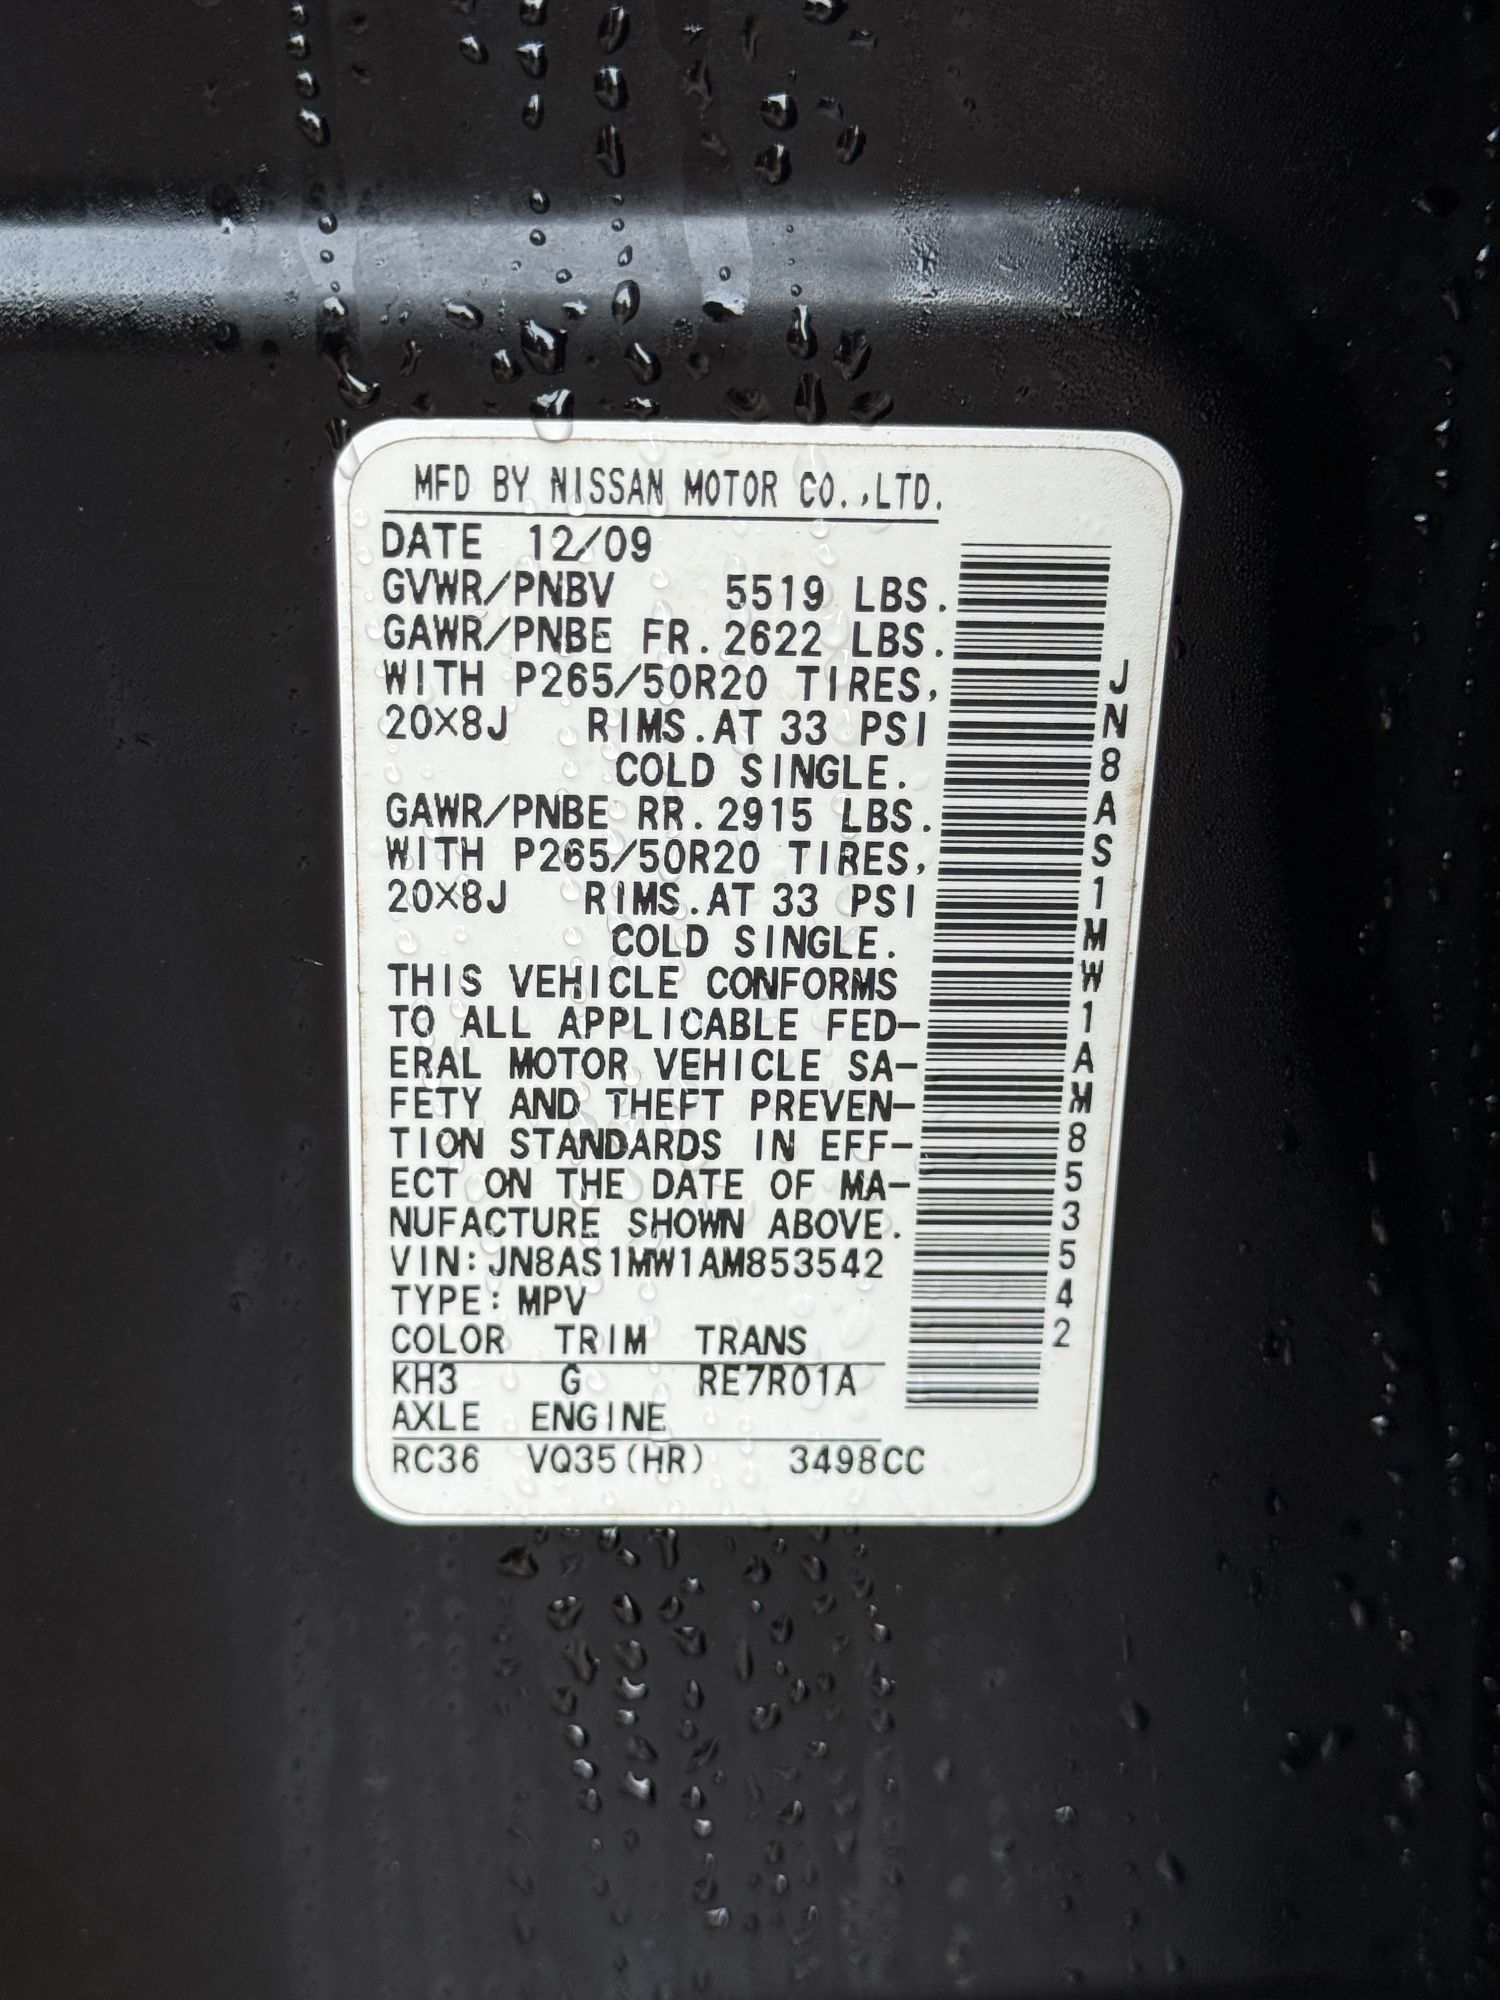 MFD BY NISSAN MOTOR CO.,LTD.
DATE 12/09
GVWR/PNBV 5519 LBS.
GAWR/PNBE FR.2622 LBS.
WITH P265/50R20 TIRES,
20×8J RIMS.AT 33 PSI
COLD SINGLE.
GAWR/PNBE RR.2915 LBS.
WITH P265/50R20 TIRES,
20×8J RIMS.AT 33 PSI
COLD SINGLE.
THIS VEHICLE CONFORMS
TO ALL APPLICABLE FED-
ERAL MOTOR VEHICLE SA-
FETY AND THEFT PREVEN-
TION STANDARDS IN EFF-
ECT ON THE DATE OF MA-
NUFACTURE SHOWN ABOVE.
VIN:JN8AS1MW1AM853542
TYPE:MPV
COLOR TRIM TRANS
KH3 G RE7R01A
AXLE ENGINE
RC36 VQ35(HR) 3498CC
JN8AS1MW1AM853542